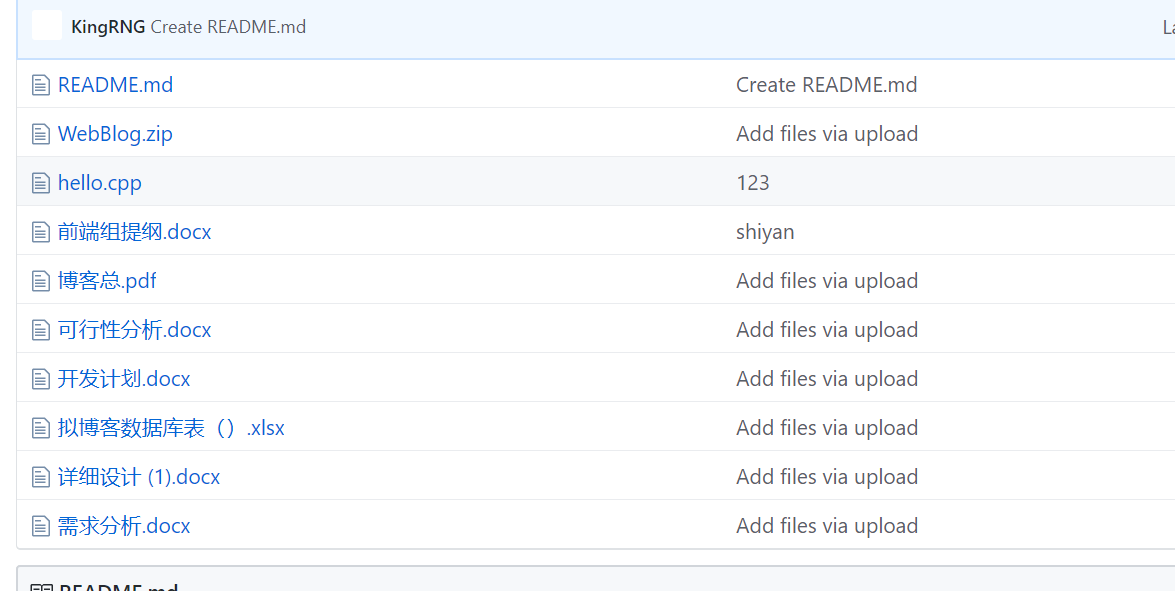 KingRNG Create README.md
README.md Create README.md
WebBlog.zip Add files via upload
hello.cpp 123
前端组提纲.docx shiyan
博客总.pdf Add files via upload
可行性分析.docx Add files via upload
开发计划.docx Add files via upload
拟博客数据库表（）.xlsx Add files via upload
详细设计 (1).docx Add files via upload
需求分析.docx Add files via upload
README.md